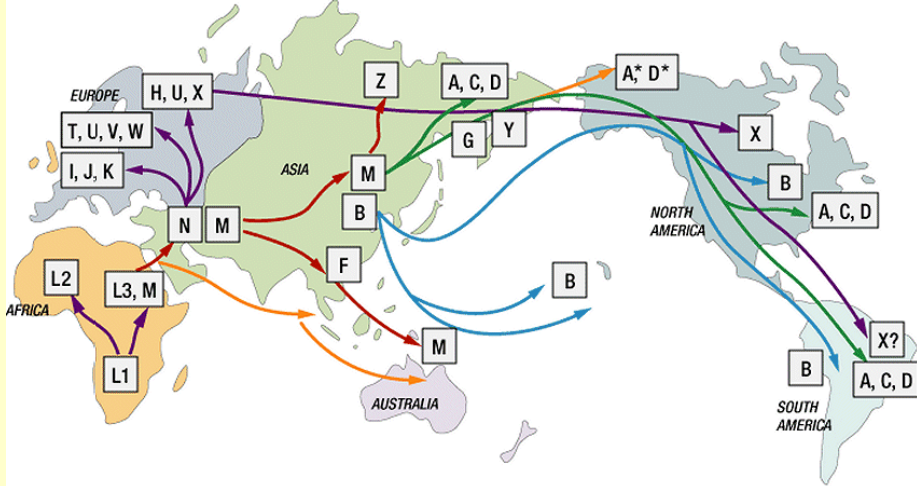 EUROPE
H, U, X
T, U, V, W
I, J, K
N
M
L2
L3, M
AFRICA
L1
ASIA
Z
A, C, D
G
Y
M
B
F
M
AUSTRALIA
B
A,* D*
X
B
A, C, D
NORTH
AMERICA
X?
A, C, D
B
SOUTH
AMERICA